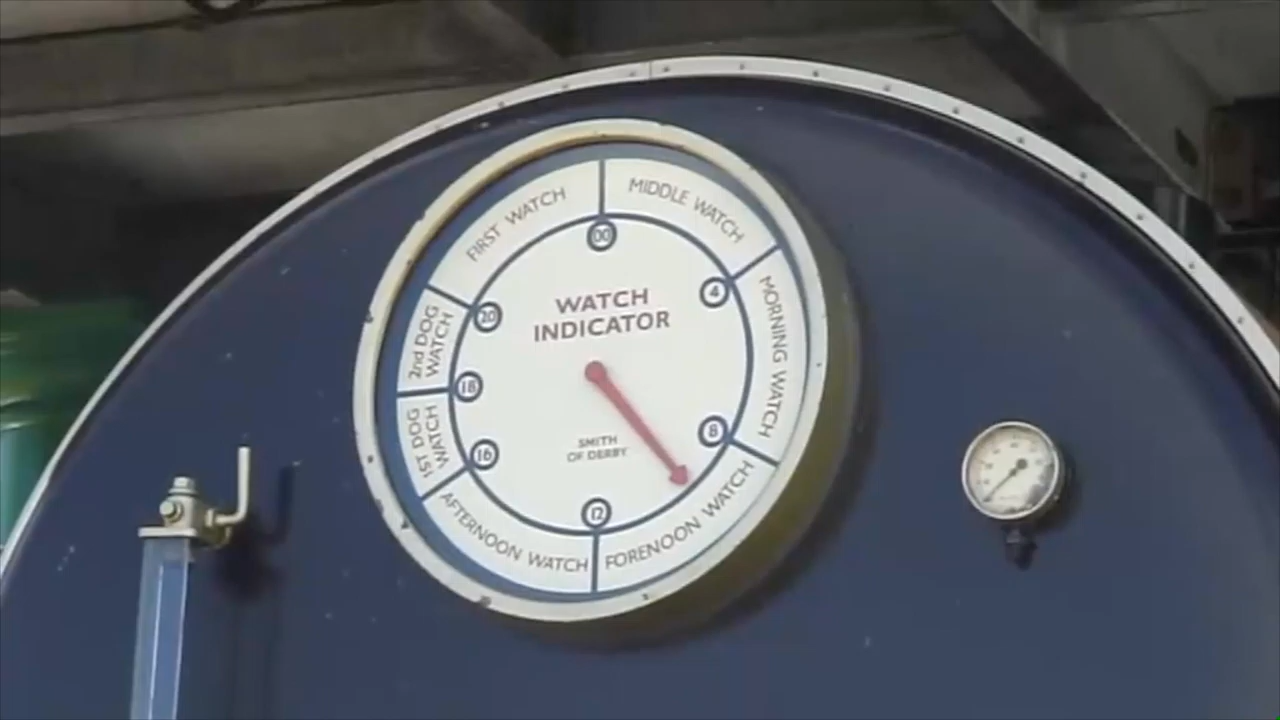 FIRST WATCH
MIDDLE WATCH
00
4
MORNING WATCH
20
2nd DOG
WATCH
WATCH
INDICATOR
18
1ST DOG
WATCH
8
16
SMITH
OF DERBY
12
AFTERNOON WATCH
FORENOON WATCH